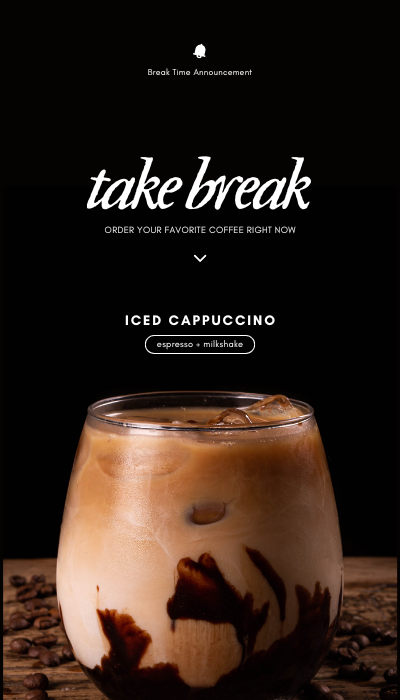 Break Time Announcement
take break
ORDER YOUR FAVORITE COFFEE RIGHT NOW
ICED CAPPUCCINO
espresso + milkshake